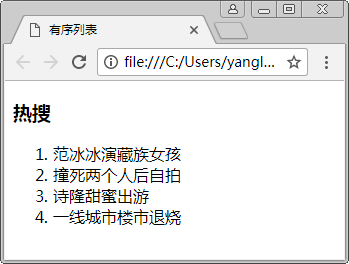 有序列表
file:///C:/Users/yangl...
热搜
1. 范冰冰演藏族女孩
2. 撞死两个人后自拍
3. 诗隆甜蜜出游
4. 一线城市楼市退烧